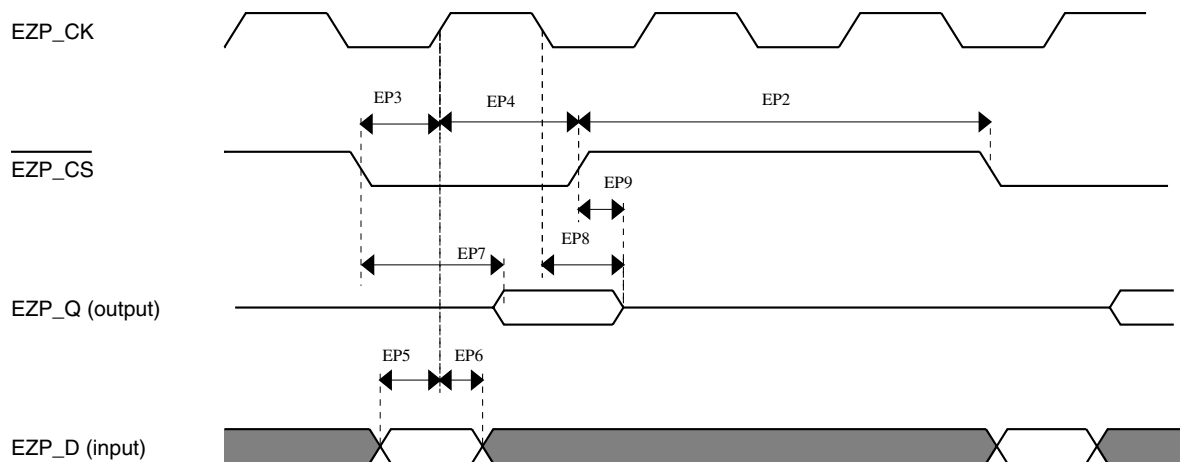 EZP_CK
EP3
EP4
EP2
EZP_CS
EP9
EP8
EP7
EZP_Q (output)
EP5
EP6
EZP_D (input)